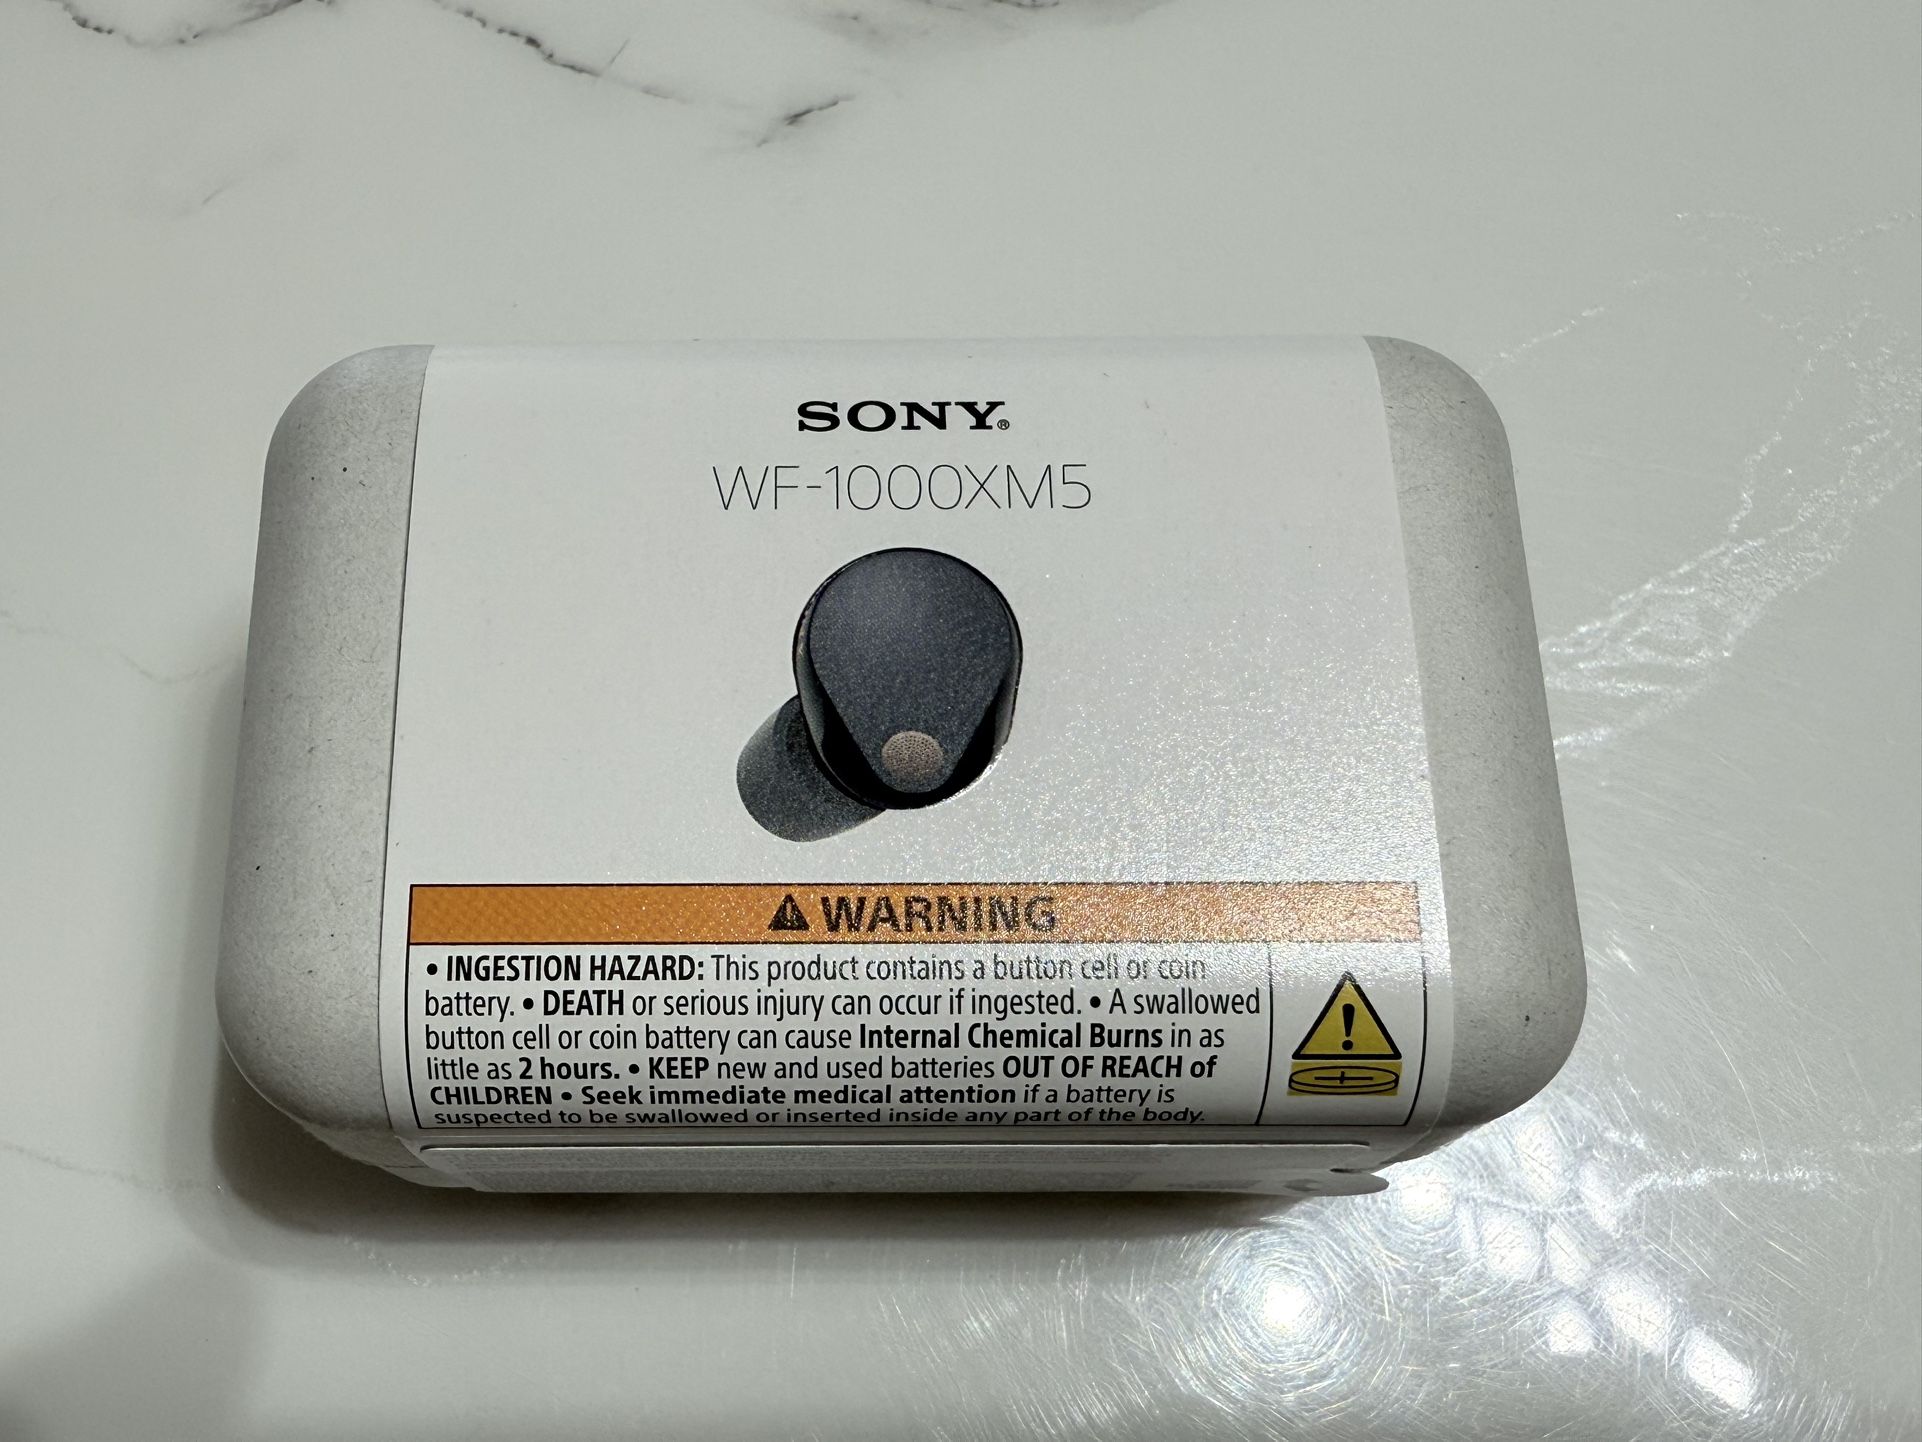 SONY®
WF-1000XM5
WARNING
• INGESTION HAZARD: This product contains a button cell or coin
battery. • DEATH or serious injury can occur if ingested. • A swallowed
button cell or coin battery can cause Internal Chemical Burns in as
little as 2 hours. • KEEP new and used batteries OUT OF REACH of
CHILDREN • Seek immediate medical attention if a battery is
suspected to be swallowed or inserted inside any part of the body.